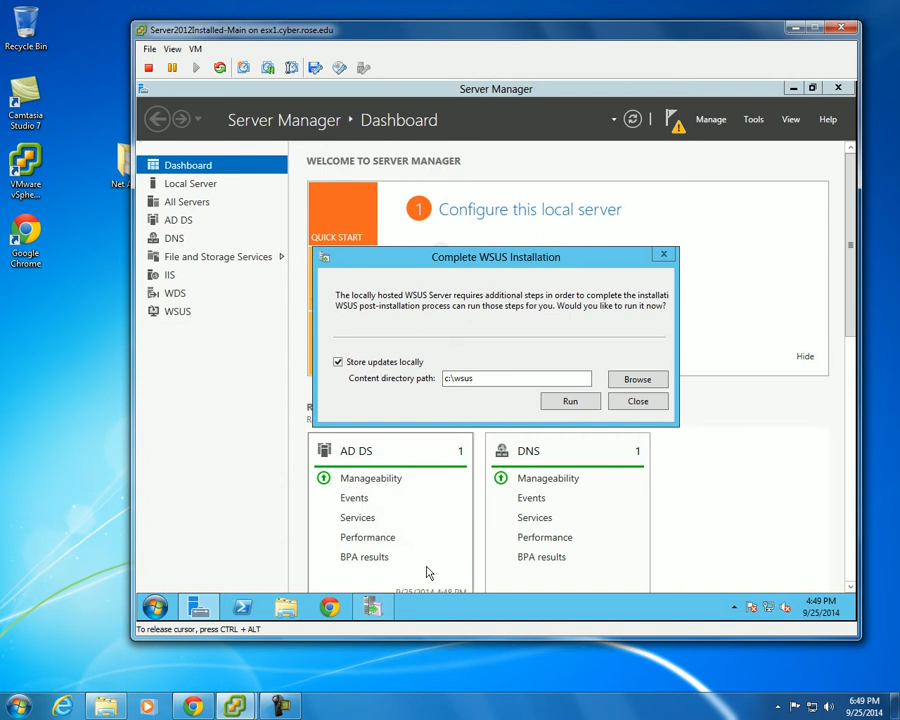 Recycle Bin
Camtasia
Studio 7
VMware
vSphe...
Google
Chrome
Server2012Installed-Main on esx1.cyber.rose.edu
File View VM
Server Manager
Server Manager • Dashboard
Manage Tools View Help
Dashboard
Local Server
All Servers
AD DS
DNS
File and Storage Services
IIS
WDS
WSUS
WELCOME TO SERVER MANAGER
QUICK START
1 Configure this local server
Hide
Complete WSUS Installation
The locally hosted WSUS Server requires additional steps in order to complete the installati
WSUS post-installation process can run those steps for you. Would you like to run it now?
Store updates locally
Content directory path: c:\wsus
Browse
Run Close
AD DS 1
Manageability
Events
Services
Performance
BPA results
DNS 1
Manageability
Events
Services
Performance
BPA results
4:49 PM
9/25/2014
To release cursor, press CTRL + ALT
6:49 PM
9/25/2014